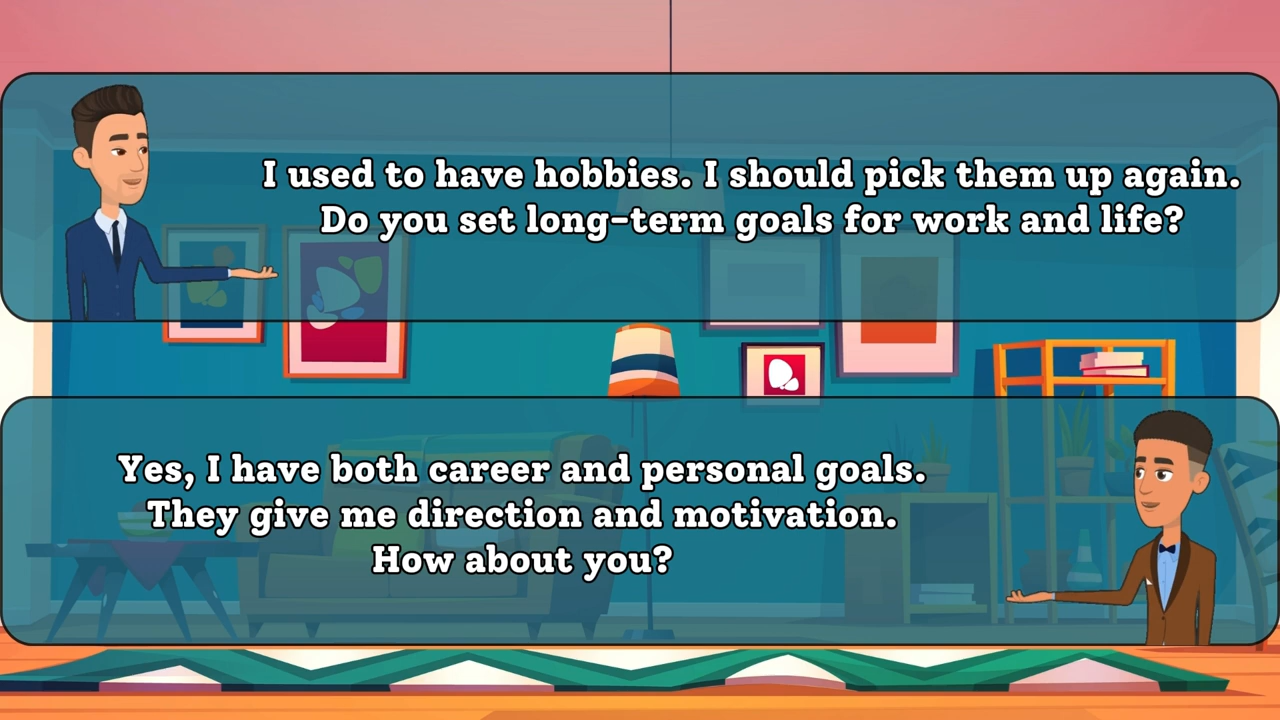 I used to have hobbies. I should pick them up again.
Do you set long-term goals for work and life?
Yes, I have both career and personal goals.
They give me direction and motivation.
How about you?